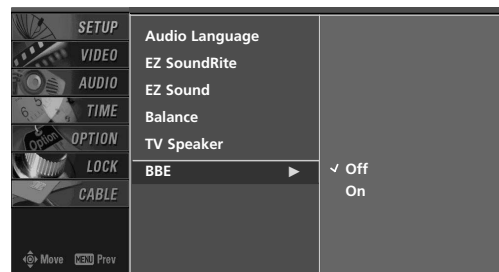 SETUP
VIDEO
AUDIO
TIME
OPTION
LOCK
CABLE
Audio Language
EZ SoundRite
EZ Sound
Balance
TV Speaker
BBE ▶
✓ Off
On
Move MENU Prev